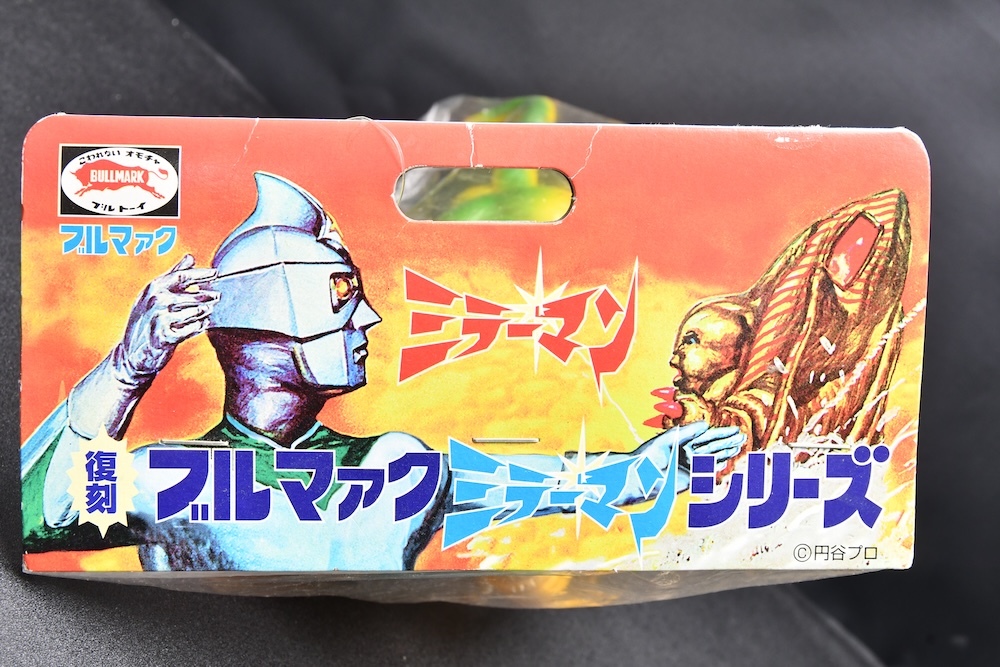 こわれない オモチャ
BULLMARK
ブルトーイ
ブルマァク
ミラーマン
復刻
ブルマァク ミラーマン シリーズ
©円谷プロ